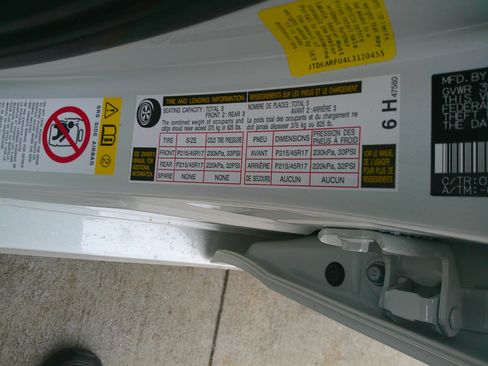 JTDKARFU4L3120455
TIRE AND LOADING INFORMATION
RENSEIGNEMENTS SUR LES PNEUS ET LE CHARGEMENT
SEATING CAPACITY: TOTAL 5
FRONT 2 : REAR 3
NOMBRE DE PLACES: TOTAL 5
AVANT 2 : ARRIÈRE 3
The combined weight of occupants and
cargo should never exceed 375 kg or 825 lbs.
Le poids total des occupants et du chargement ne
doit jamais dépasser 375 kg ou 825 lb.
TIRE SIZE COLD TIRE PRESSURE
FRONT P215/45R17 230kPa, 33PSI
REAR P215/45R17 220kPa, 32PSI
SPARE NONE NONE
PNEU DIMENSIONS PRESSION DES PNEUS À FROID
AVANT P215/45R17 230kPa, 33PSI
ARRIÈRE P215/45R17 220kPa, 32PSI
DE SECOURS AUCUN AUCUN
SEE OWNER'S
MANUAL FOR
ADDITIONAL
INFORMATION
VOIR LE MANUEL
DE L'USAGER
POUR PLUS DE
RENSEIGNEMENTS
6 H
47580
SRS SIDE AIRBAG
MFD.BY
GVWR
THIS
FEDERA
THEFT
THE DA
C/TR:
A/TM: